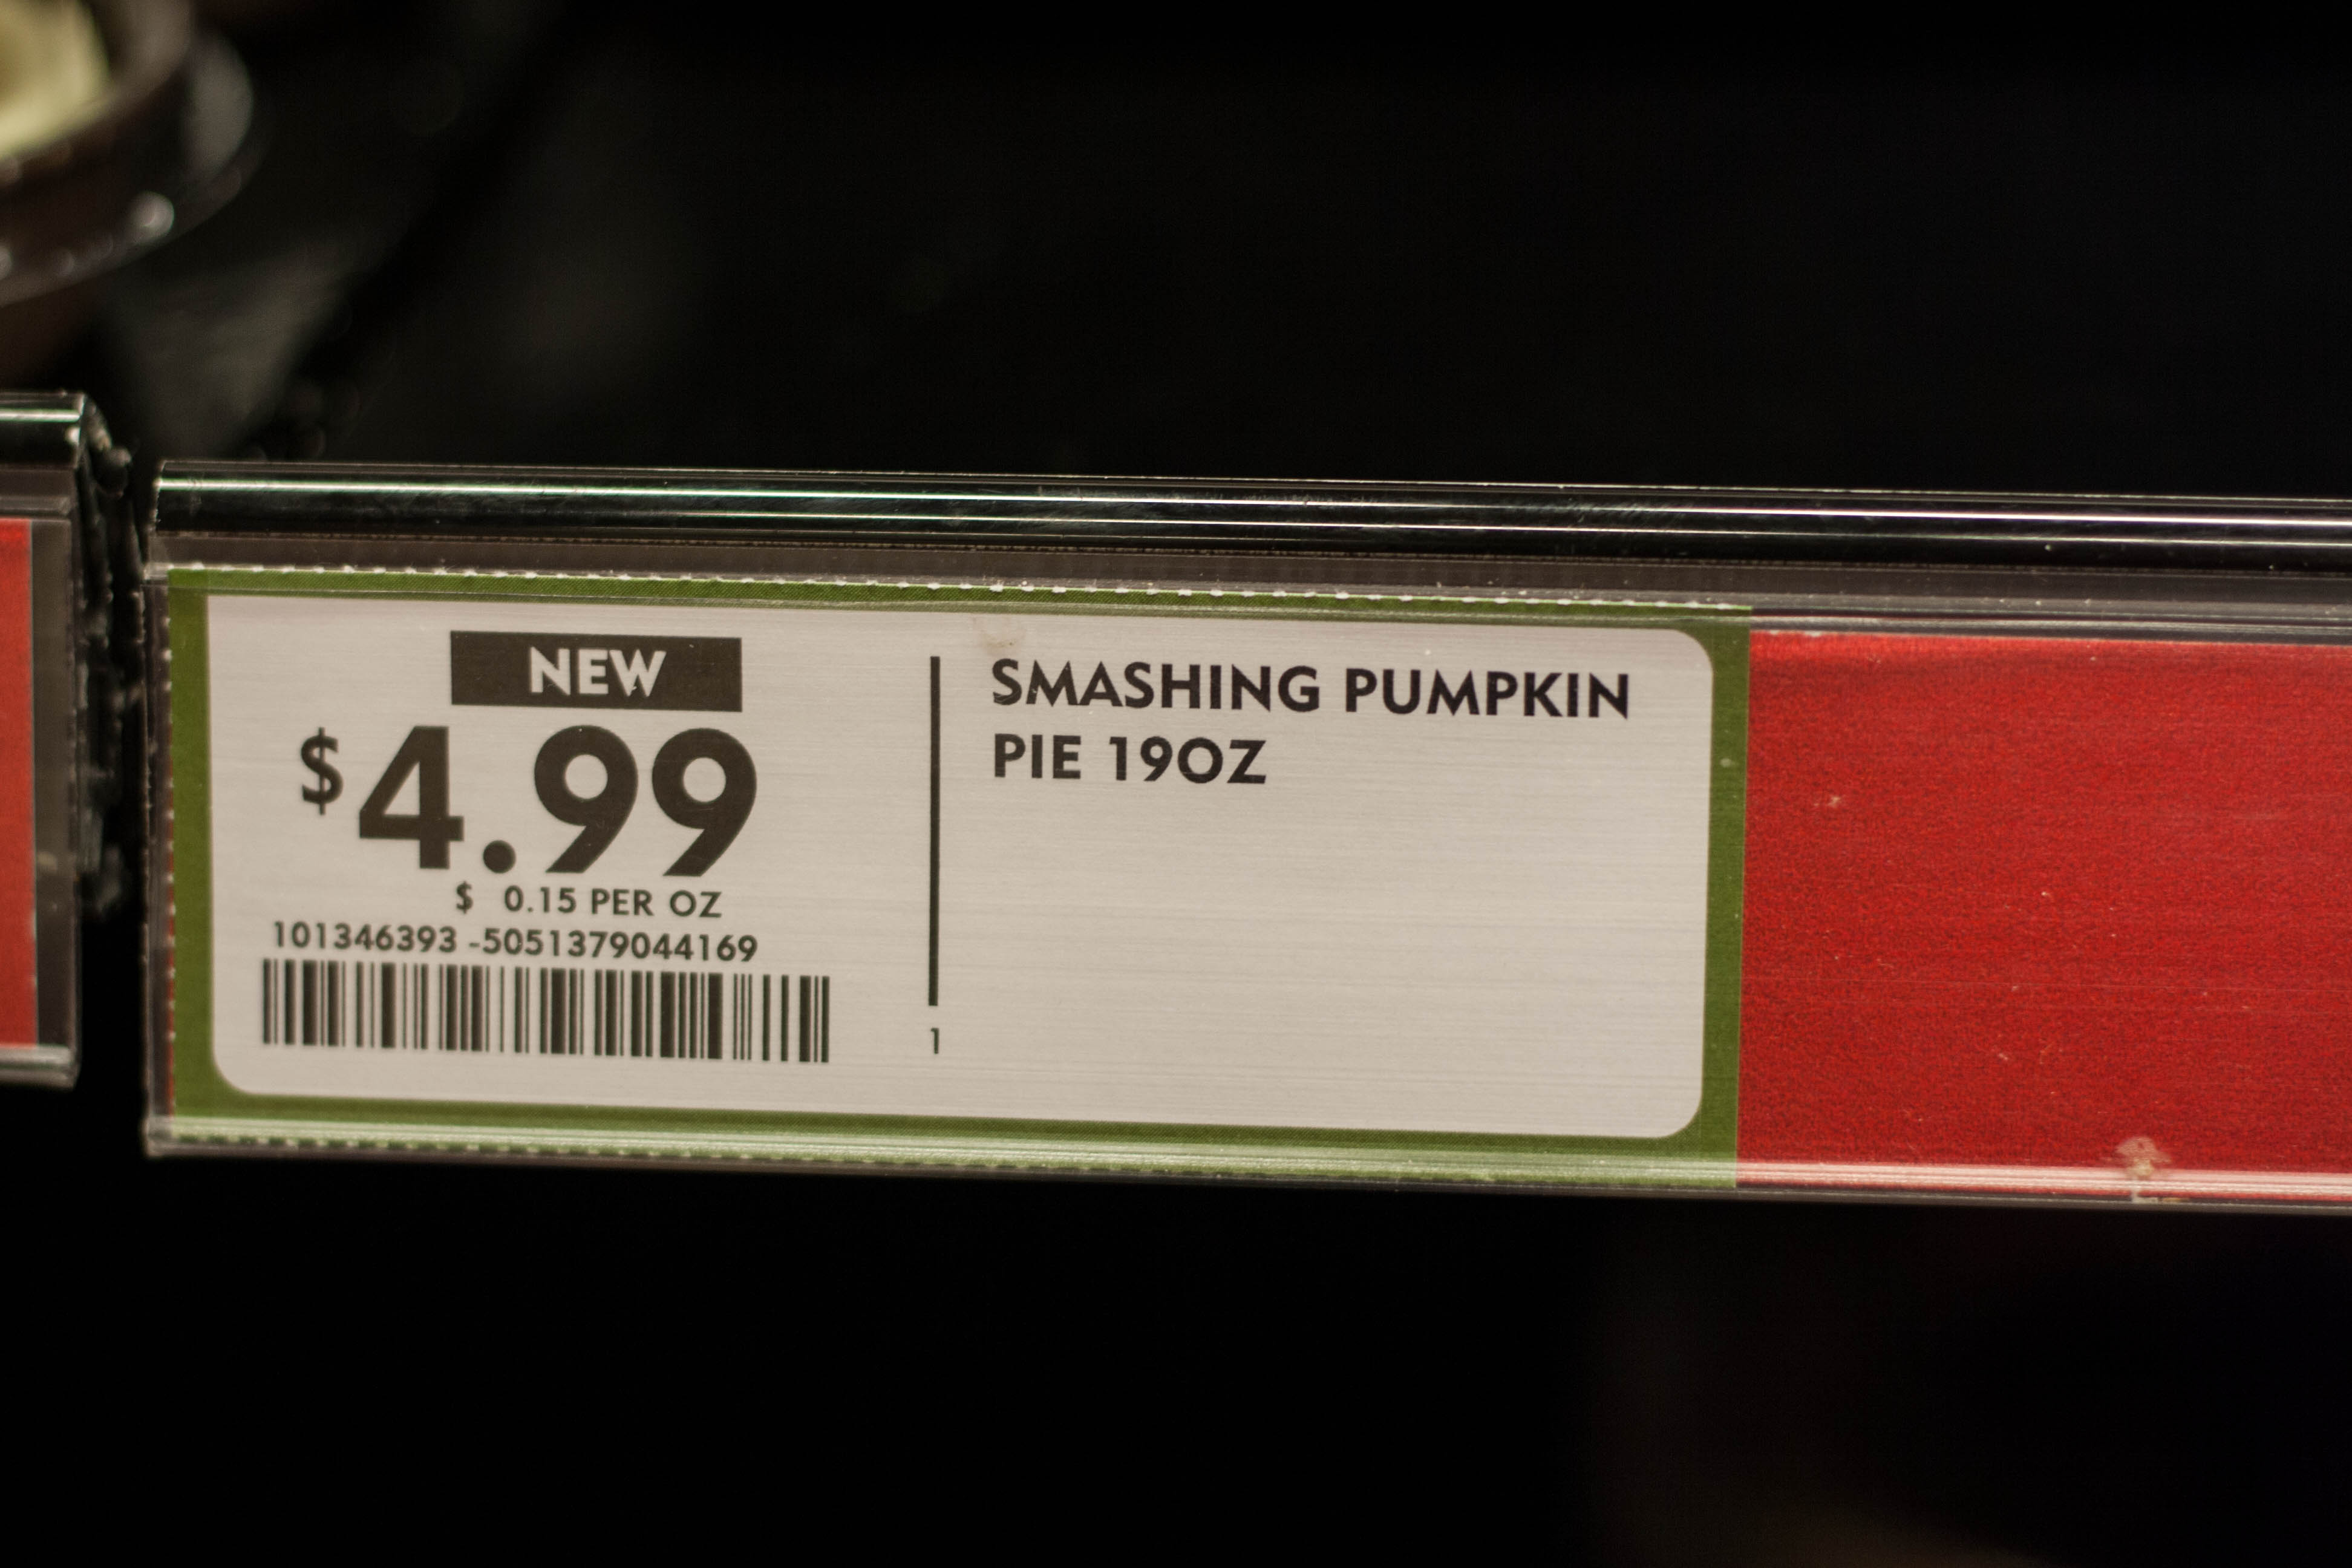 NEW
$4.99
$ 0.15 PER OZ
101346393 -5051379044169
SMASHING PUMPKIN
PIE 19OZ
1